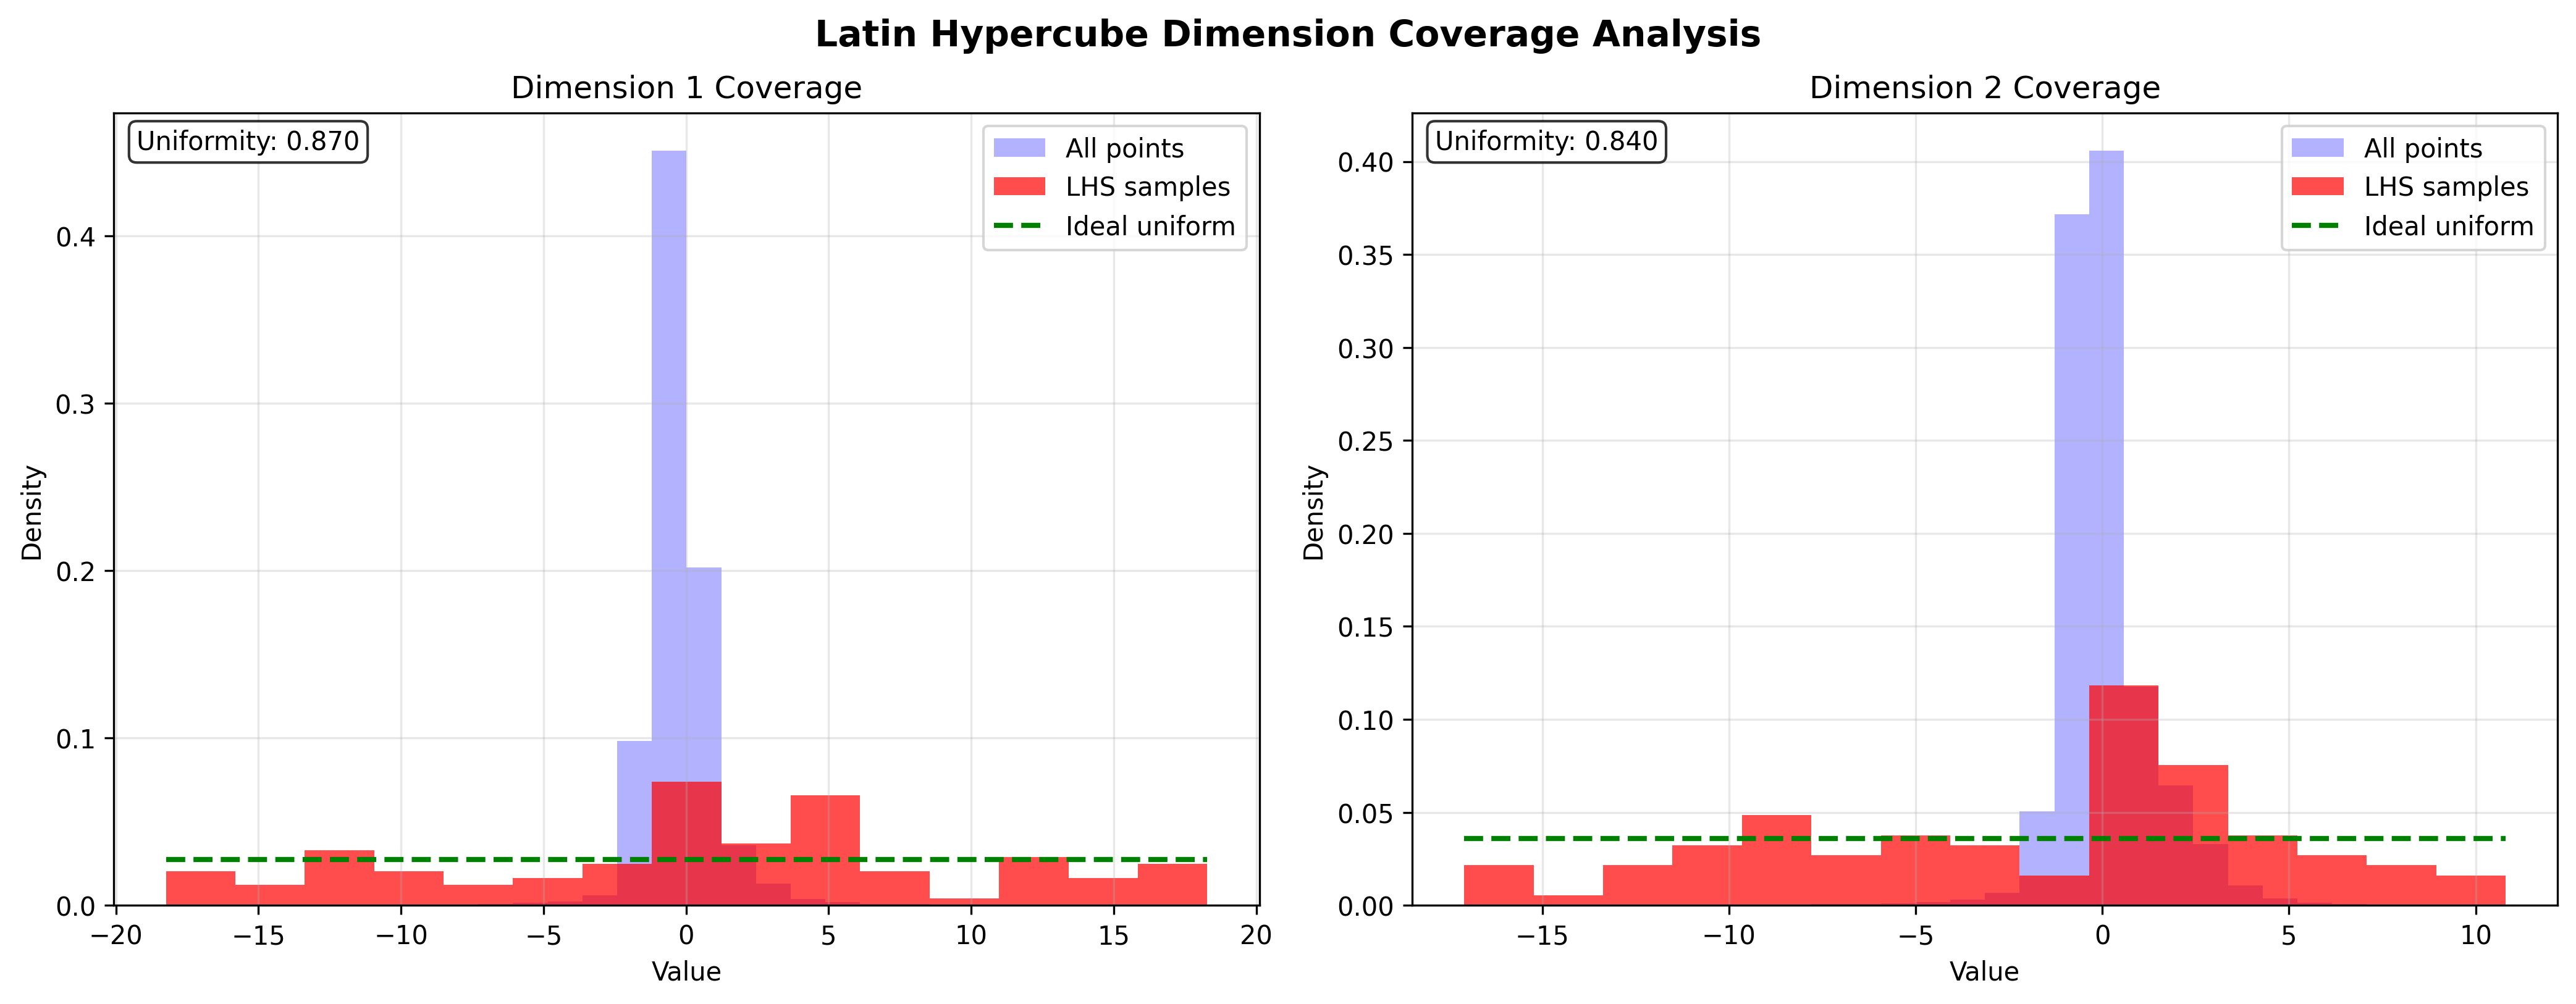 Latin Hypercube Dimension Coverage Analysis
Dimension 1 Coverage
Uniformity: 0.870
All points
LHS samples
Ideal uniform
Density
0.4
0.3
0.2
0.1
0.0
−20 −15 −10 −5 0 5 10 15 20
Value
Dimension 2 Coverage
Uniformity: 0.840
All points
LHS samples
Ideal uniform
Density
0.40
0.35
0.30
0.25
0.20
0.15
0.10
0.05
0.00
−15 −10 −5 0 5 10
Value